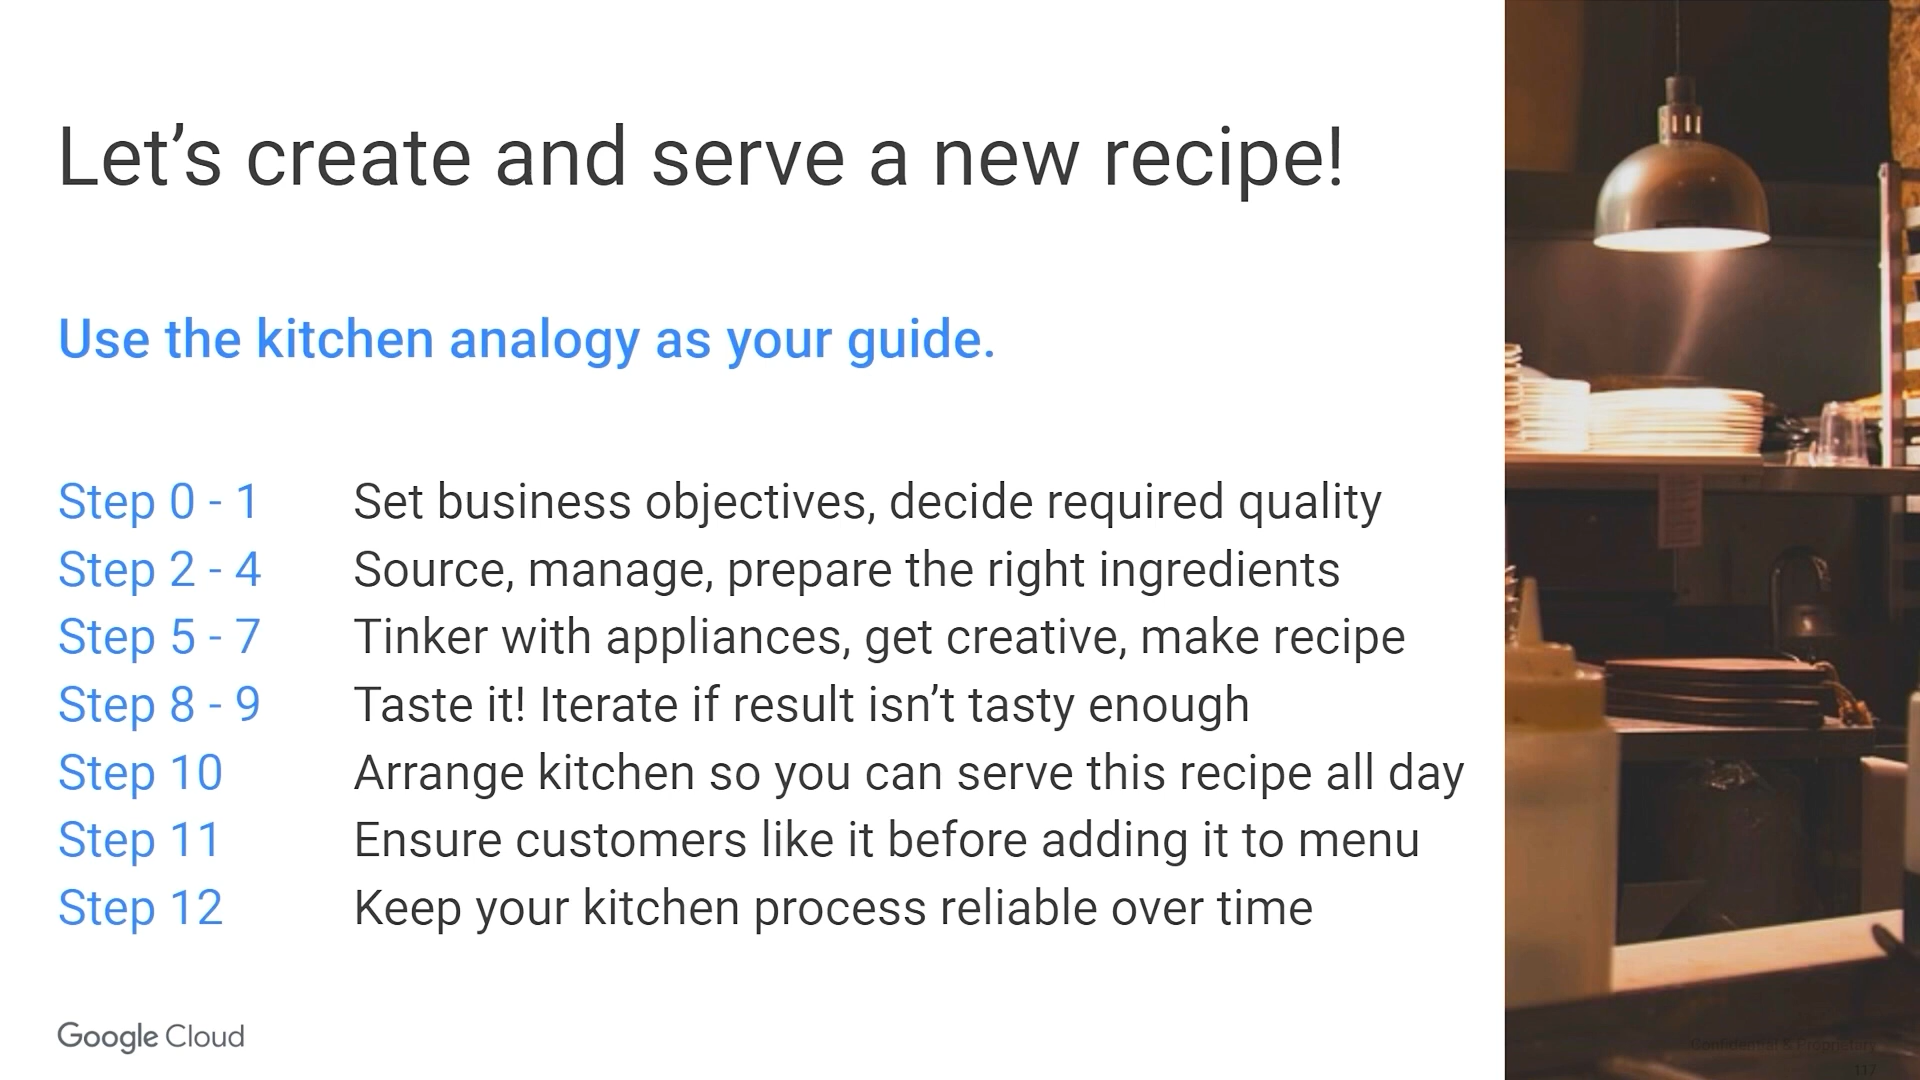 Let’s create and serve a new recipe!
Use the kitchen analogy as your guide.
Step 0 - 1 Set business objectives, decide required quality
Step 2 - 4 Source, manage, prepare the right ingredients
Step 5 - 7 Tinker with appliances, get creative, make recipe
Step 8 - 9 Taste it! Iterate if result isn’t tasty enough
Step 10 Arrange kitchen so you can serve this recipe all day
Step 11 Ensure customers like it before adding it to menu
Step 12 Keep your kitchen process reliable over time
Google Cloud
Confidential & Proprietary
117